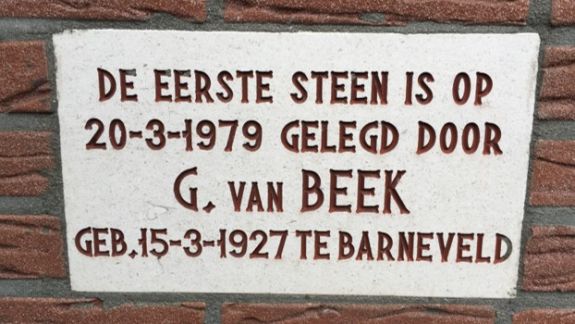 DE EERSTE STEEN IS OP
20-3-1979 GELEGD DOOR
G. VAN BEEK
GEB. 15-3-1927 TE BARNEVELD